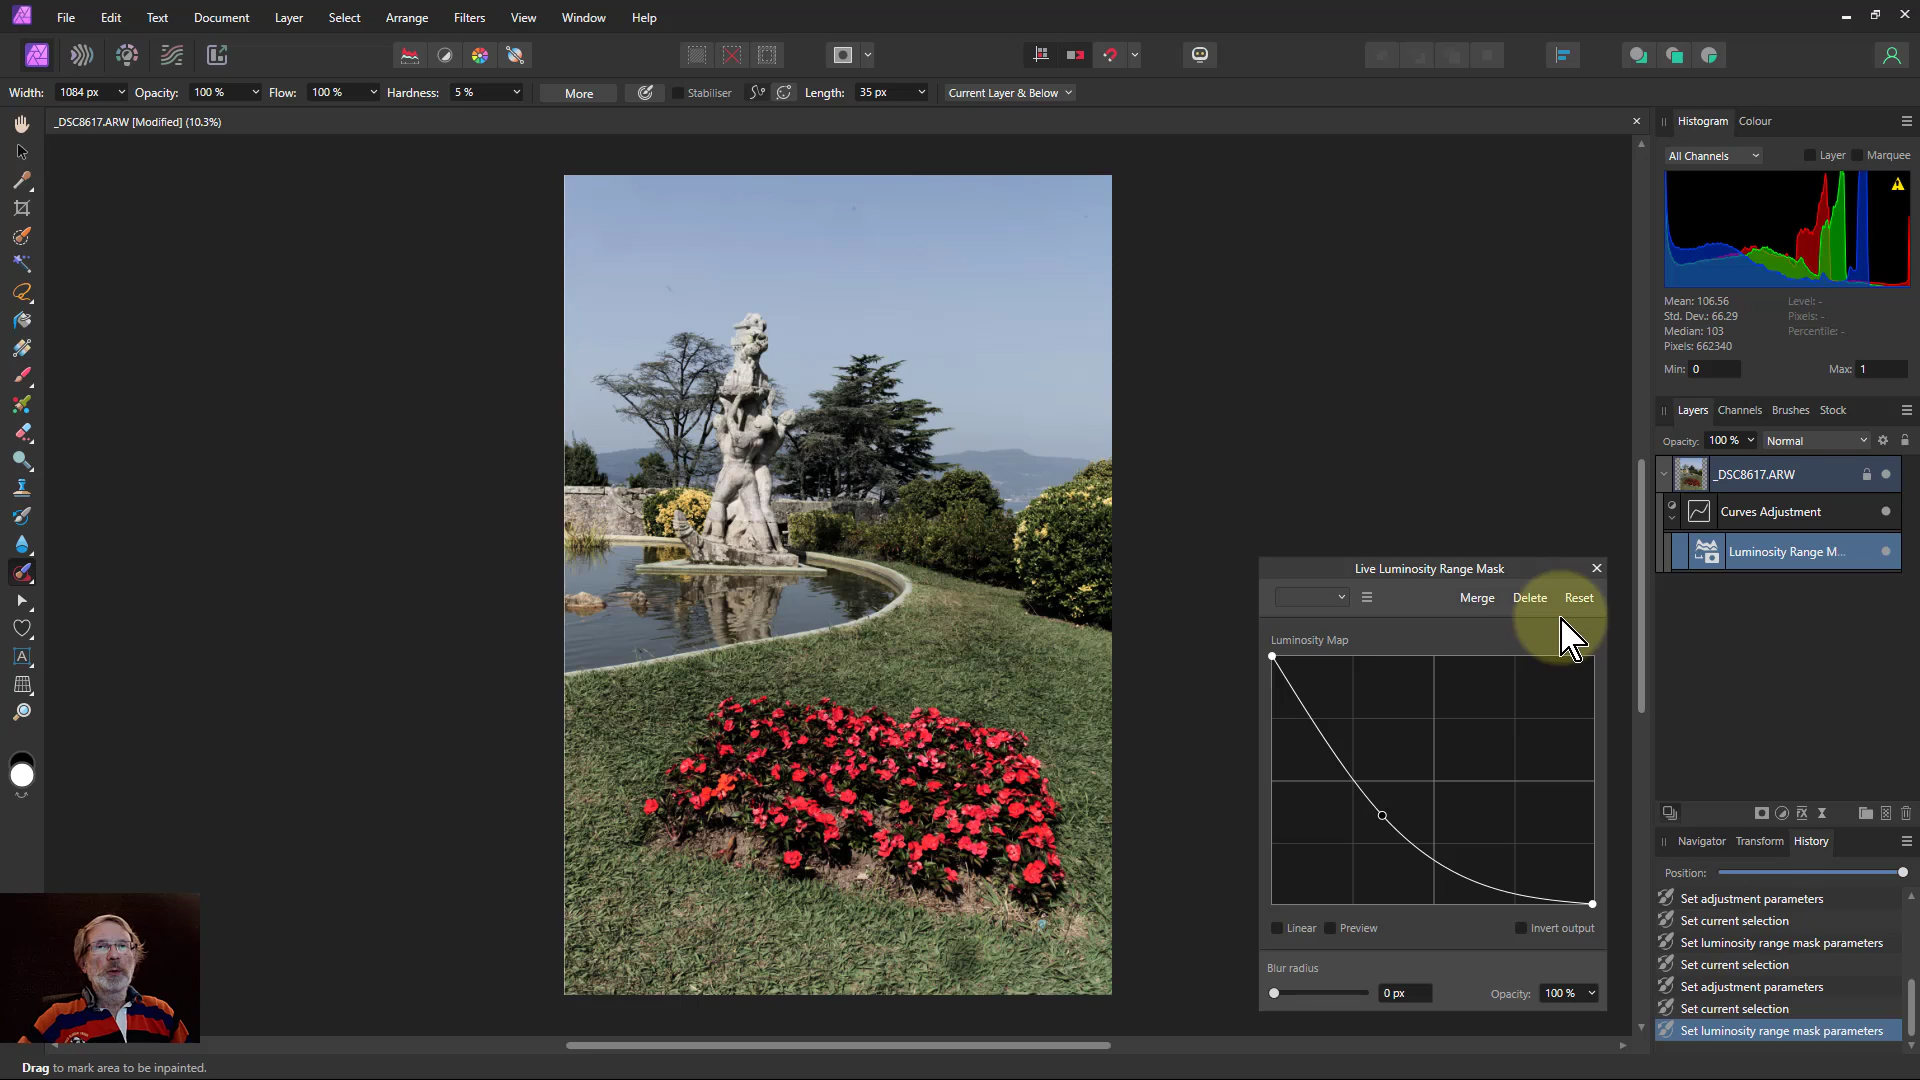 File Edit Text Document Layer Select Arrange Filters View Window Help
Width: 1084 px Opacity: 100 % Flow: 100 % Hardness: 5 % More Stabiliser Length: 35 px Current Layer & Below
_DSC8617.ARW [Modified] (10.3%)
Histogram Colour
All Channels Layer Marquee
Mean: 106.56 Level: -
Std. Dev.: 66.29 Pixels: -
Median: 103 Percentile: -
Pixels: 662340
Min: 0 Max: 1
Layers Channels Brushes Stock
Opacity: 100 % Normal
_DSC8617.ARW
Curves Adjustment
Luminosity Range M...
Live Luminosity Range Mask
Merge Delete Reset
Luminosity Map
Linear Preview Invert output
Blur radius
0 px Opacity: 100 %
Navigator Transform History
Position:
Set adjustment parameters
Set current selection
Set luminosity range mask parameters
Set current selection
Set adjustment parameters
Set current selection
Set luminosity range mask parameters
Drag to mark area to be inpainted.